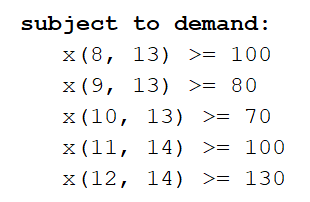 subject to demand:
x(8, 13) >= 100
x(9, 13) >= 80
x(10, 13) >= 70
x(11, 14) >= 100
x(12, 14) >= 130